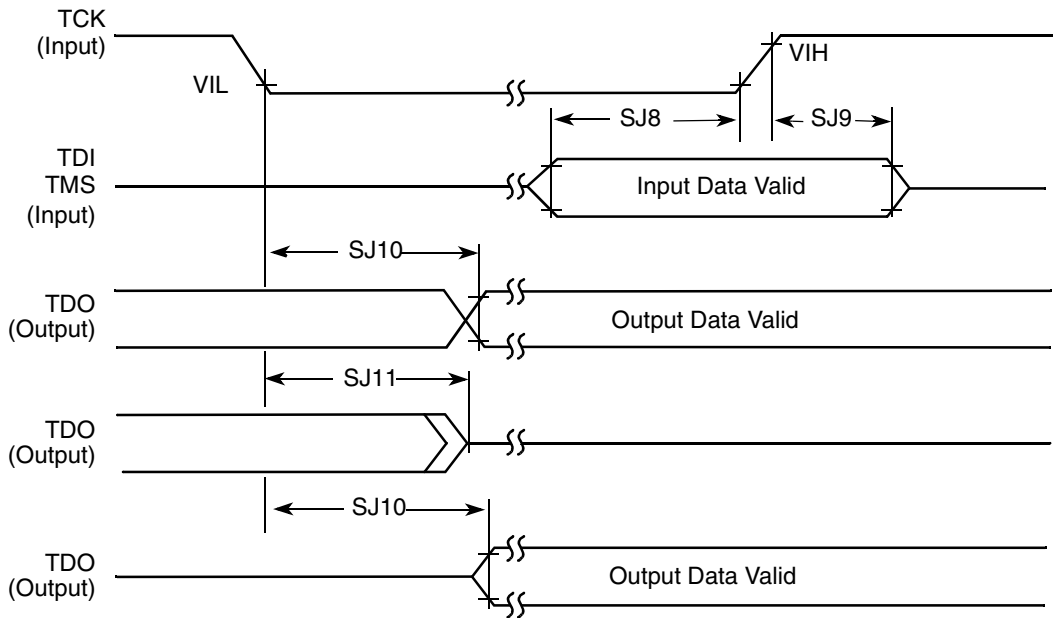 TCK
(Input)
VIL
VIH
SJ8
SJ9
TDI
TMS
(Input)
Input Data Valid
SJ10
TDO
(Output)
Output Data Valid
SJ11
TDO
(Output)
SJ10
TDO
(Output)
Output Data Valid